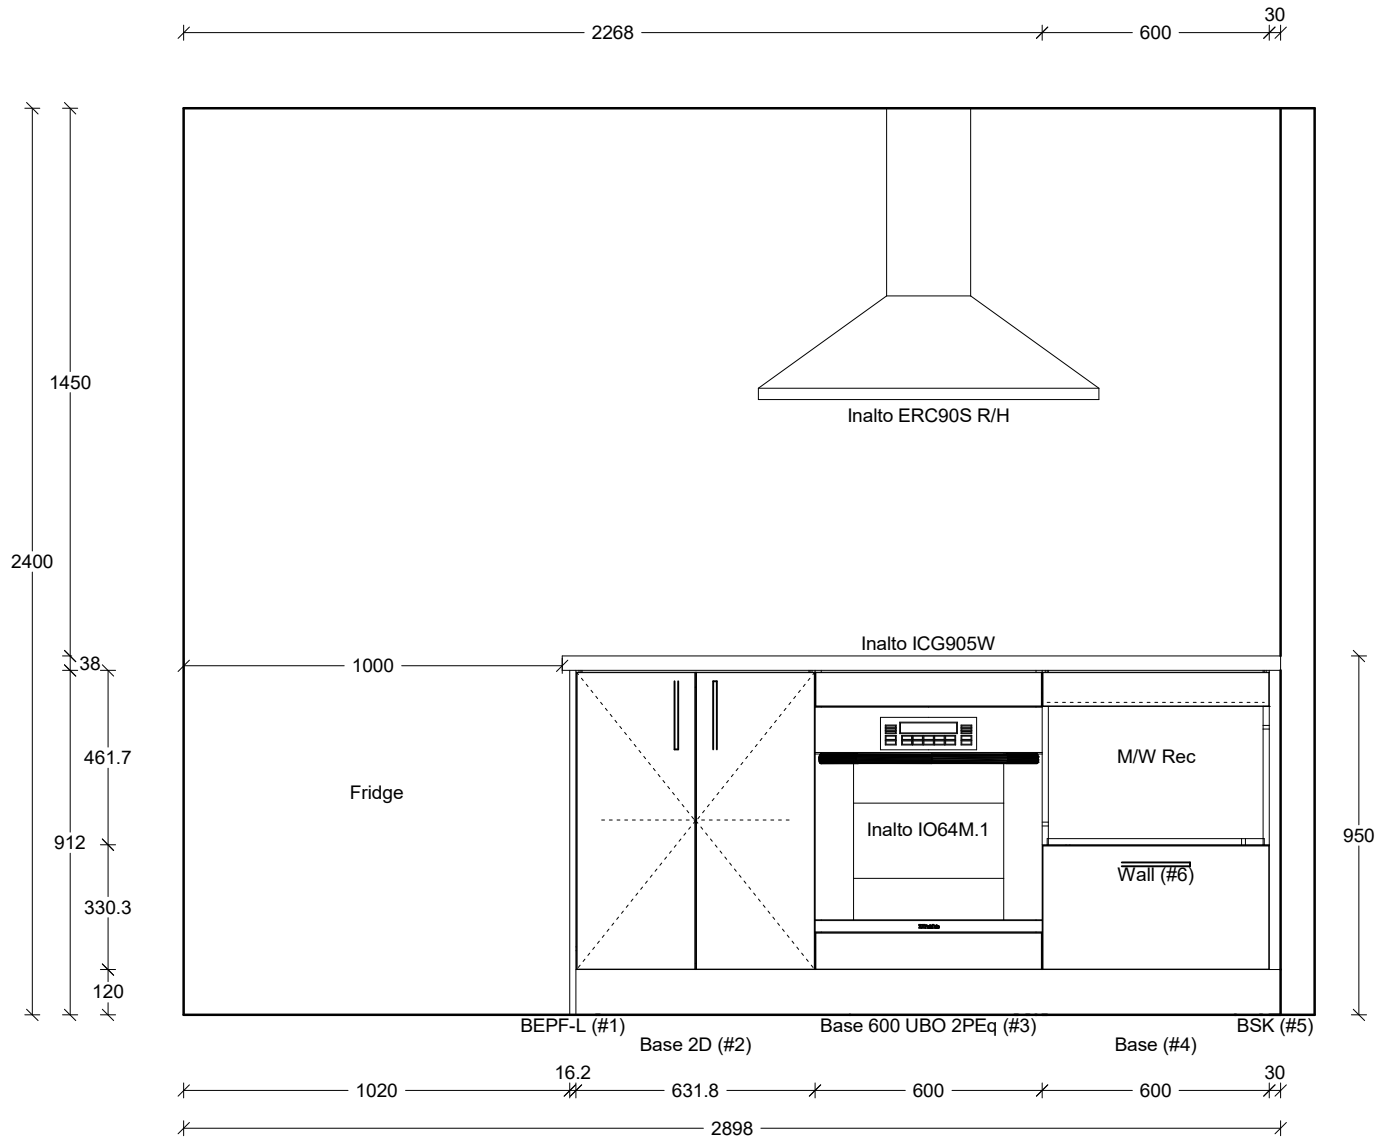 30
2268
600
1450
2400
Inalto ERC90S R/H
Inalto ICG905W
38
1000
461.7
M/W Rec
Fridge
Inalto IO64M.1
912
950
Wall (#6)
330.3
120
BEPF-L (#1)
Base 600 UBO 2PEq (#3)
BSK (#5)
Base 2D (#2)
Base (#4)
16.2
30
1020
631.8
600
600
2898